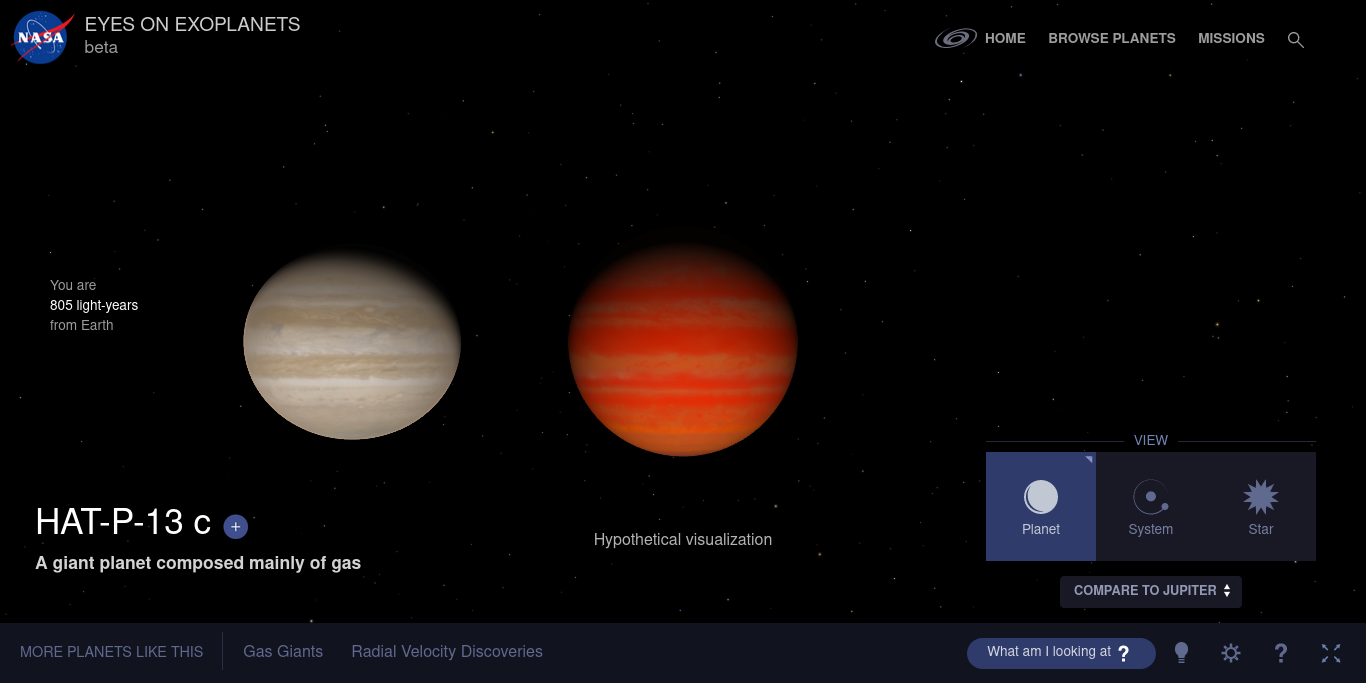 NASA
EYES ON EXOPLANETS
beta
HOME
BROWSE PLANETS
MISSIONS
You are
805 light-years
from Earth
HAT-P-13 c +
A giant planet composed mainly of gas
Hypothetical visualization
VIEW
Planet
System
Star
COMPARE TO JUPITER
MORE PLANETS LIKE THIS
Gas Giants
Radial Velocity Discoveries
What am I looking at ?
?